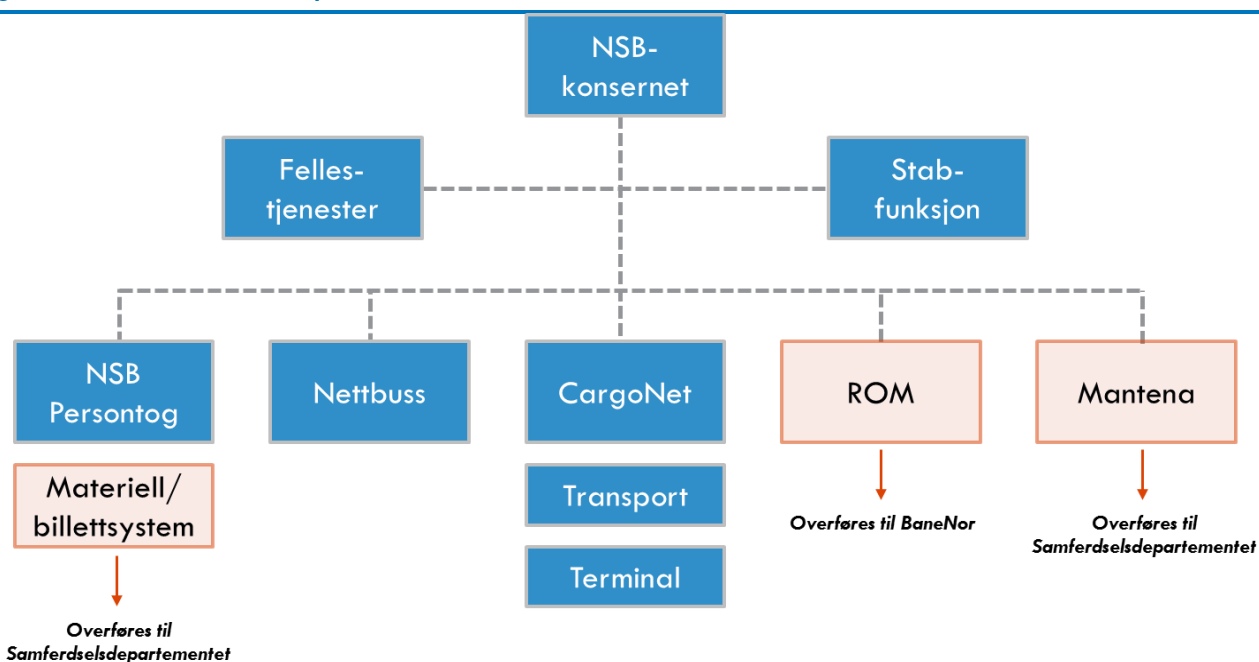 NSB-
konsernet
Felles-
tjenester
Stab-
funksjon
NSB
Persontog
Nettbuss
CargoNet
ROM
Mantena
Materiell/
billettsystem
Transport
Terminal
Overføres til BaneNor
Overføres til
Samferdselsdepartementet
Overføres til
Samferdselsdepartementet